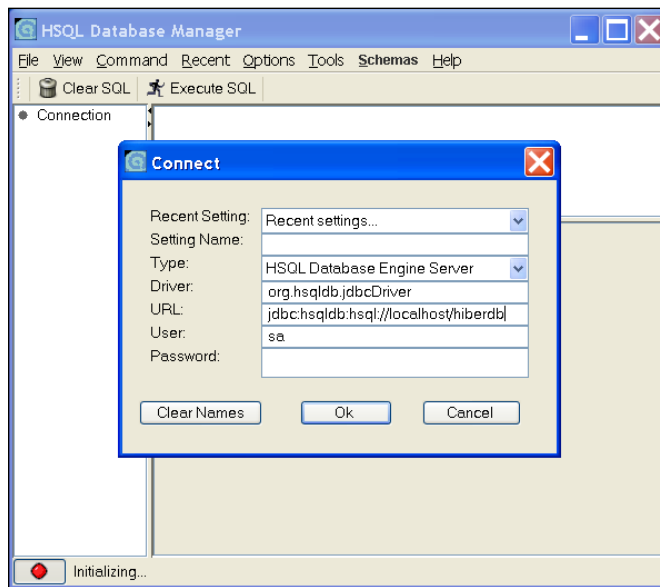 HSQL Database Manager
File View Command Recent Options Tools Schemas Help
Clear SQL Execute SQL
Connection
Connect
Recent Setting: Recent settings...
Setting Name:
Type: HSQL Database Engine Server
Driver: org.hsqldb.jdbcDriver
URL: jdbc:hsqldb:hsql://localhost/hiberdb
User: sa
Password:
Clear Names Ok Cancel
Initializing...